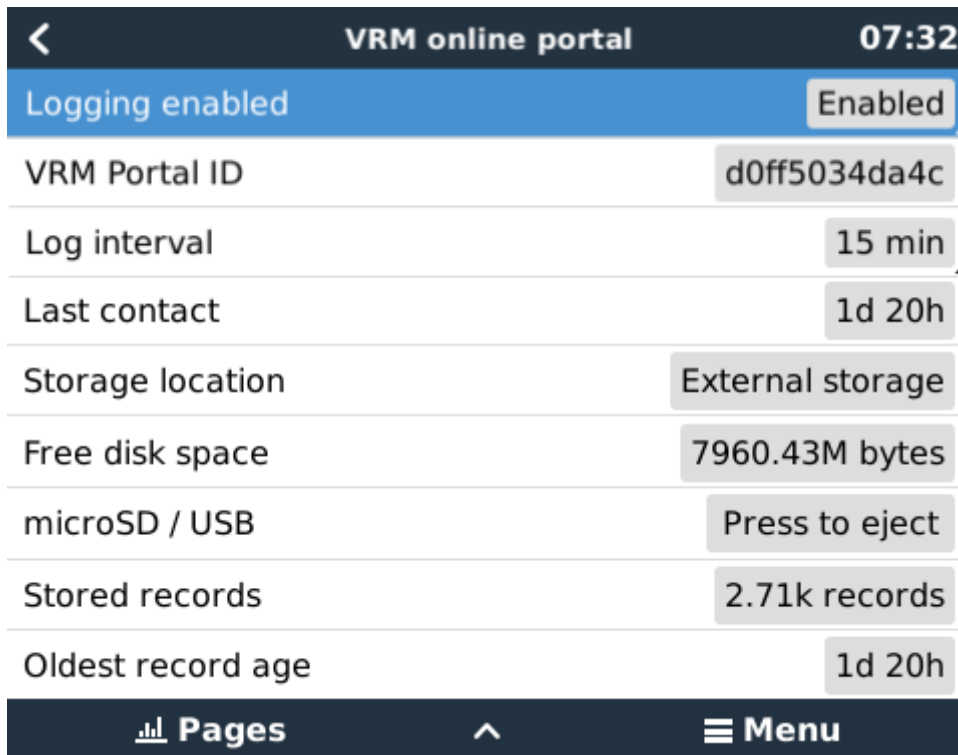 VRM online portal 07:32
Logging enabled Enabled
VRM Portal ID d0ff5034da4c
Log interval 15 min
Last contact 1d 20h
Storage location External storage
Free disk space 7960.43M bytes
microSD / USB Press to eject
Stored records 2.71k records
Oldest record age 1d 20h
Pages Menu